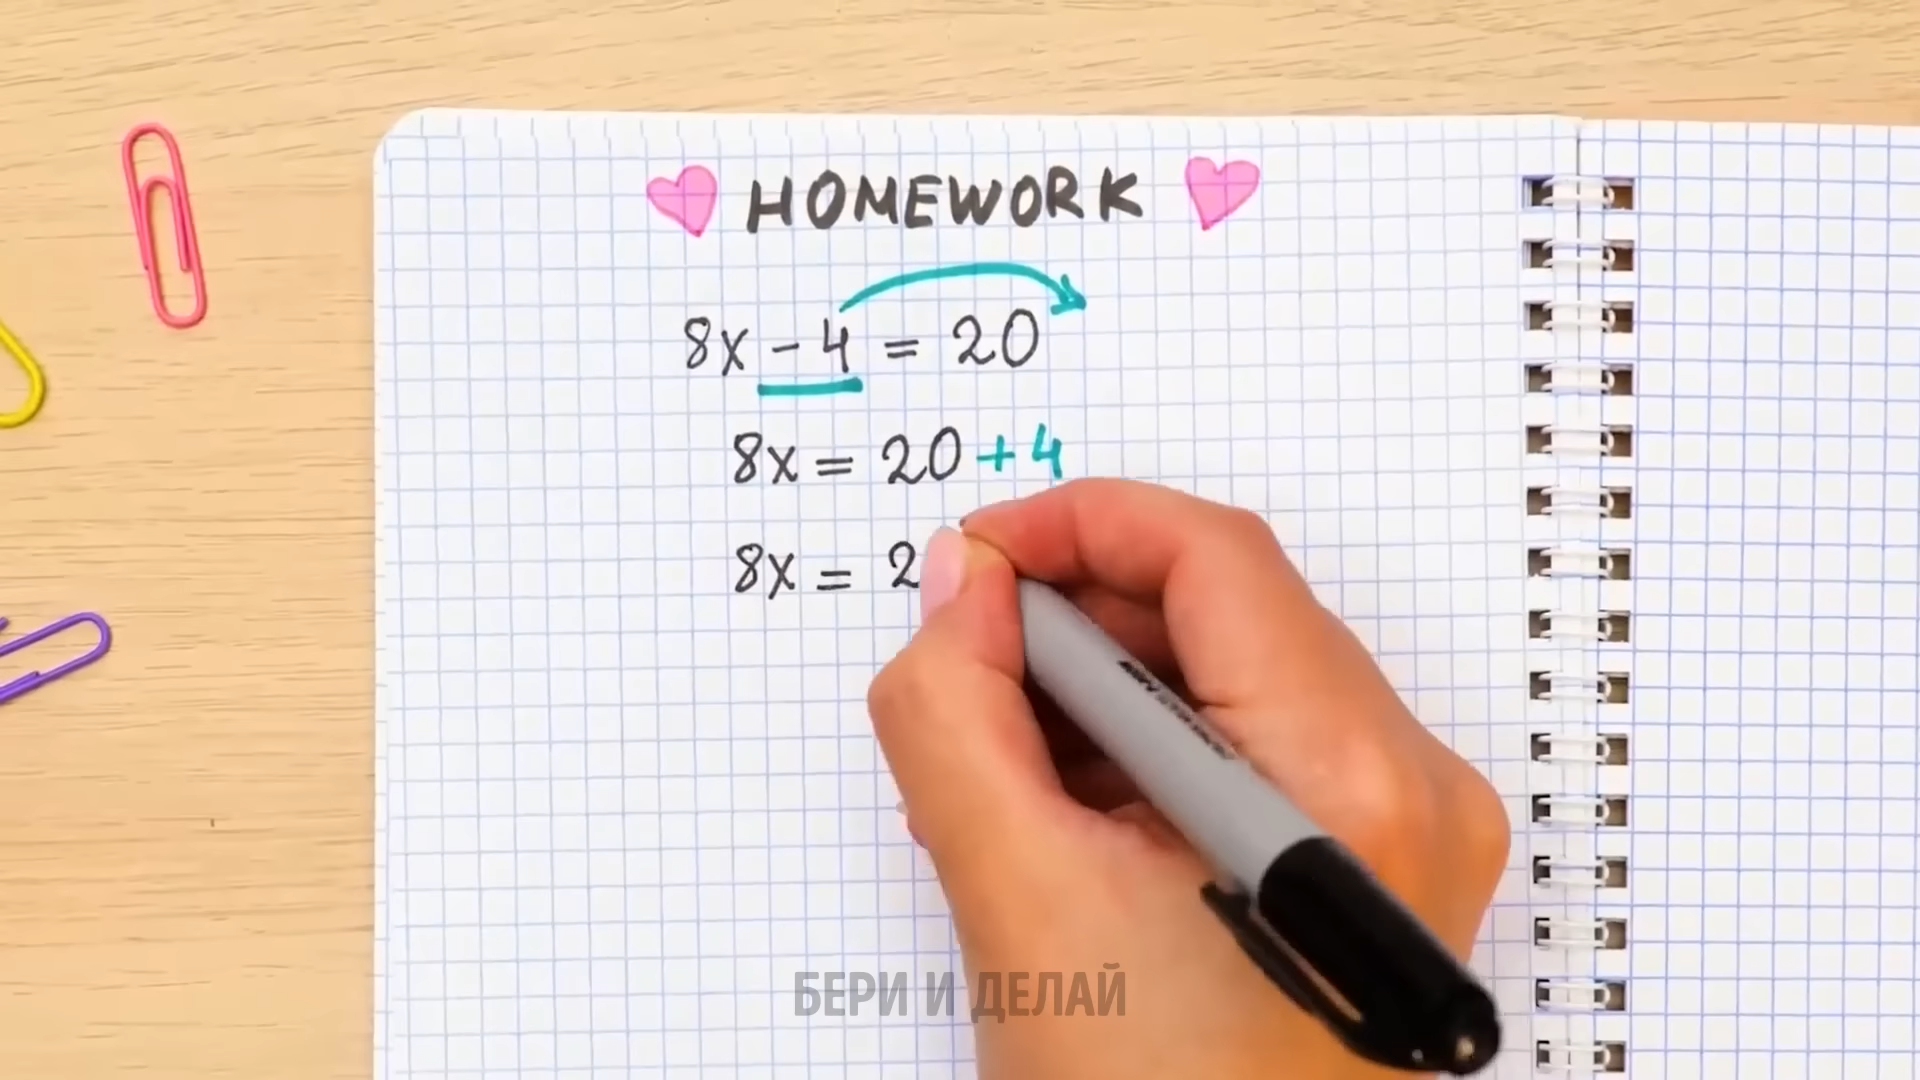 HOMEWORK
8x - 4 = 20
8x = 20 + 4
8x = 2
БЕРИ И ДЕЛАЙ